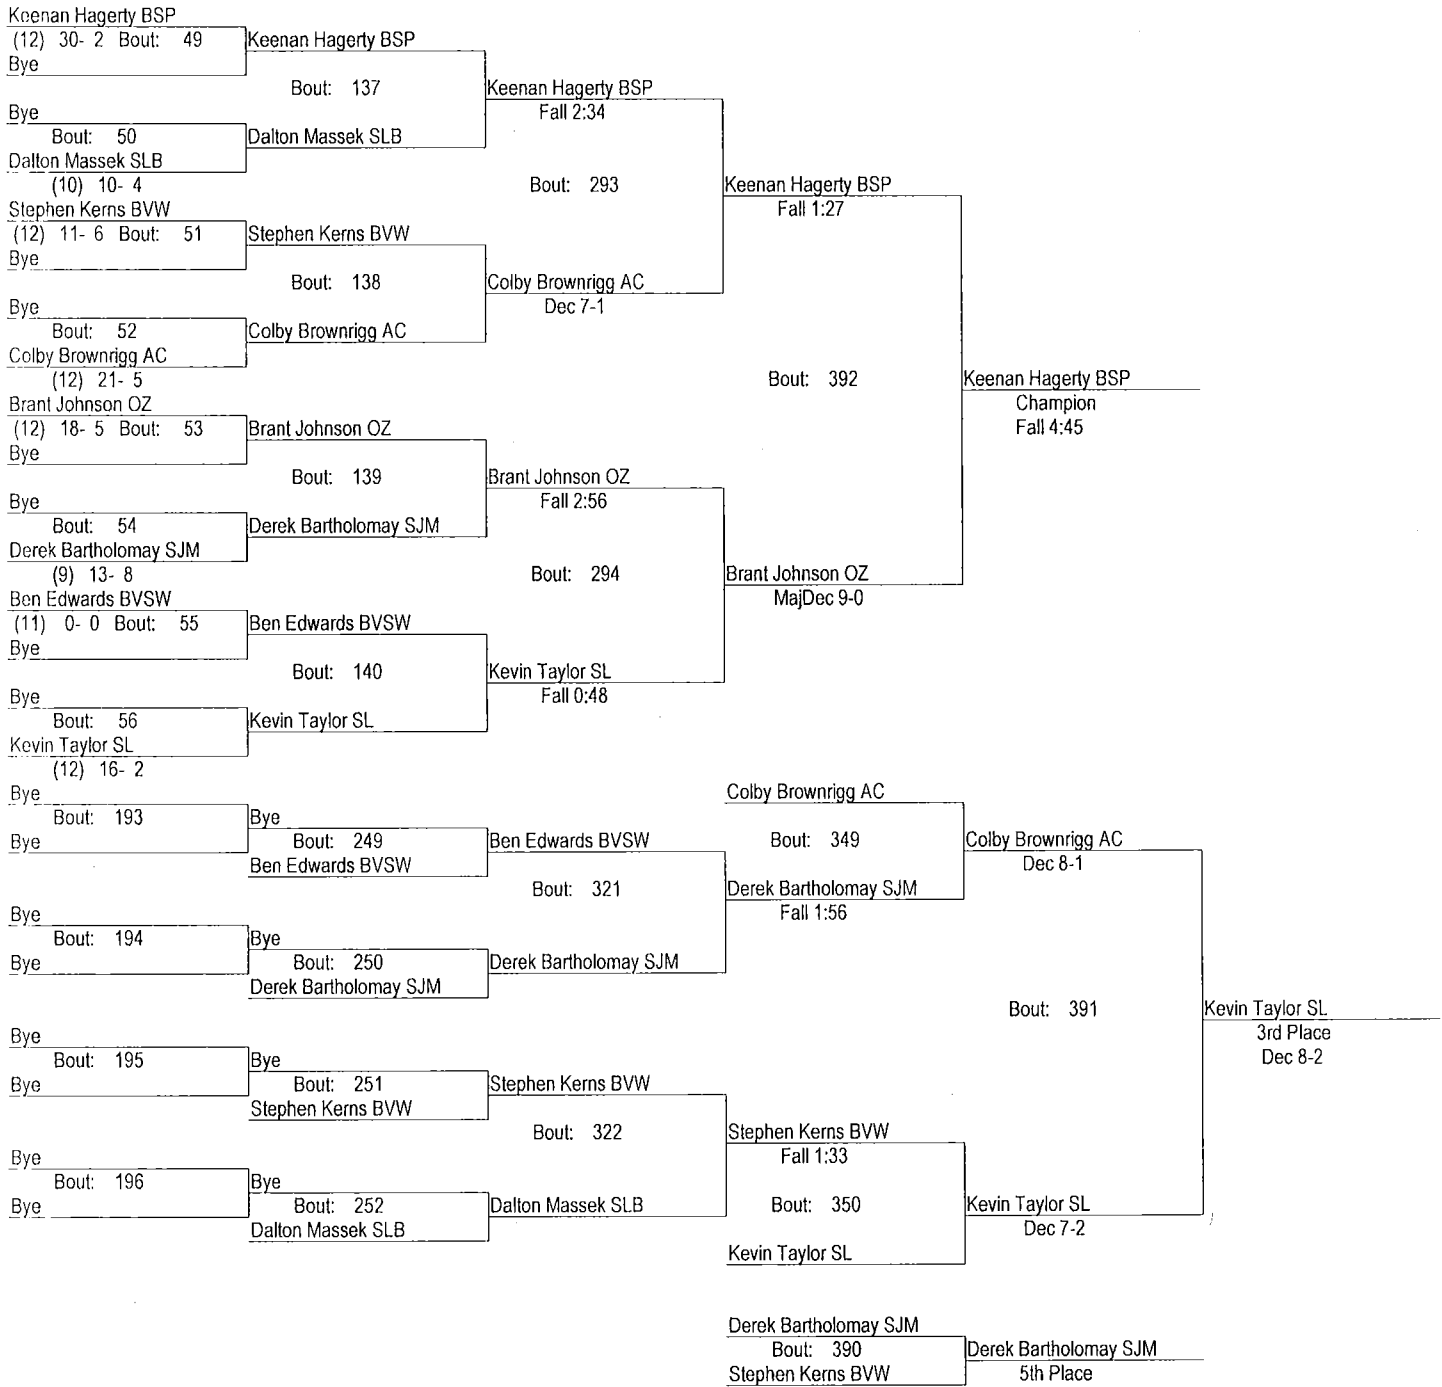 Keenan Hagerty BSP
(12) 30- 2 Bout: 49
Bye
Keenan Hagerty BSP
Bout: 137
Bye
Bout: 50
Dalton Massek SLB
(10) 10- 4
Dalton Massek SLB
Keenan Hagerty BSP
Fall 2:34
Bout: 293
Stephen Kerns BVW
(12) 11- 6 Bout: 51
Bye
Stephen Kerns BVW
Bout: 138
Bye
Bout: 52
Colby Brownrigg AC
(12) 21- 5
Colby Brownrigg AC
Colby Brownrigg AC
Dec 7-1
Keenan Hagerty BSP
Fall 1:27
Bout: 392
Keenan Hagerty BSP
Champion
Fall 4:45
Brant Johnson OZ
(12) 18- 5 Bout: 53
Bye
Brant Johnson OZ
Bout: 139
Bye
Bout: 54
Derek Bartholomay SJM
(9) 13- 8
Derek Bartholomay SJM
Brant Johnson OZ
Fall 2:56
Bout: 294
Brant Johnson OZ
MajDec 9-0
Ben Edwards BVSW
(11) 0- 0 Bout: 55
Bye
Ben Edwards BVSW
Bout: 140
Bye
Bout: 56
Kevin Taylor SL
(12) 16- 2
Kevin Taylor SL
Kevin Taylor SL
Fall 0:48
Bye
Bout: 193
Bye
Bye
Bout: 249
Ben Edwards BVSW
Ben Edwards BVSW
Bout: 321
Bye
Bout: 194
Bye
Bye
Bout: 250
Derek Bartholomay SJM
Derek Bartholomay SJM
Colby Brownrigg AC
Bout: 349
Derek Bartholomay SJM
Fall 1:56
Colby Brownrigg AC
Dec 8-1
Bout: 391
Kevin Taylor SL
3rd Place
Dec 8-2
Bye
Bout: 195
Bye
Bye
Bout: 251
Stephen Kerns BVW
Stephen Kerns BVW
Bout: 322
Bye
Bout: 196
Bye
Bye
Bout: 252
Dalton Massek SLB
Dalton Massek SLB
Stephen Kerns BVW
Fall 1:33
Bout: 350
Kevin Taylor SL
Kevin Taylor SL
Dec 7-2
Derek Bartholomay SJM
Bout: 390
Stephen Kerns BVW
Derek Bartholomay SJM
5th Place